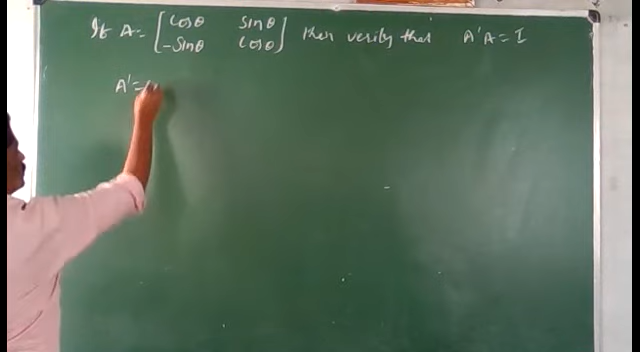 If A = [cosθ sinθ
-Sinθ cosθ] then verify that A'A = I
A' =